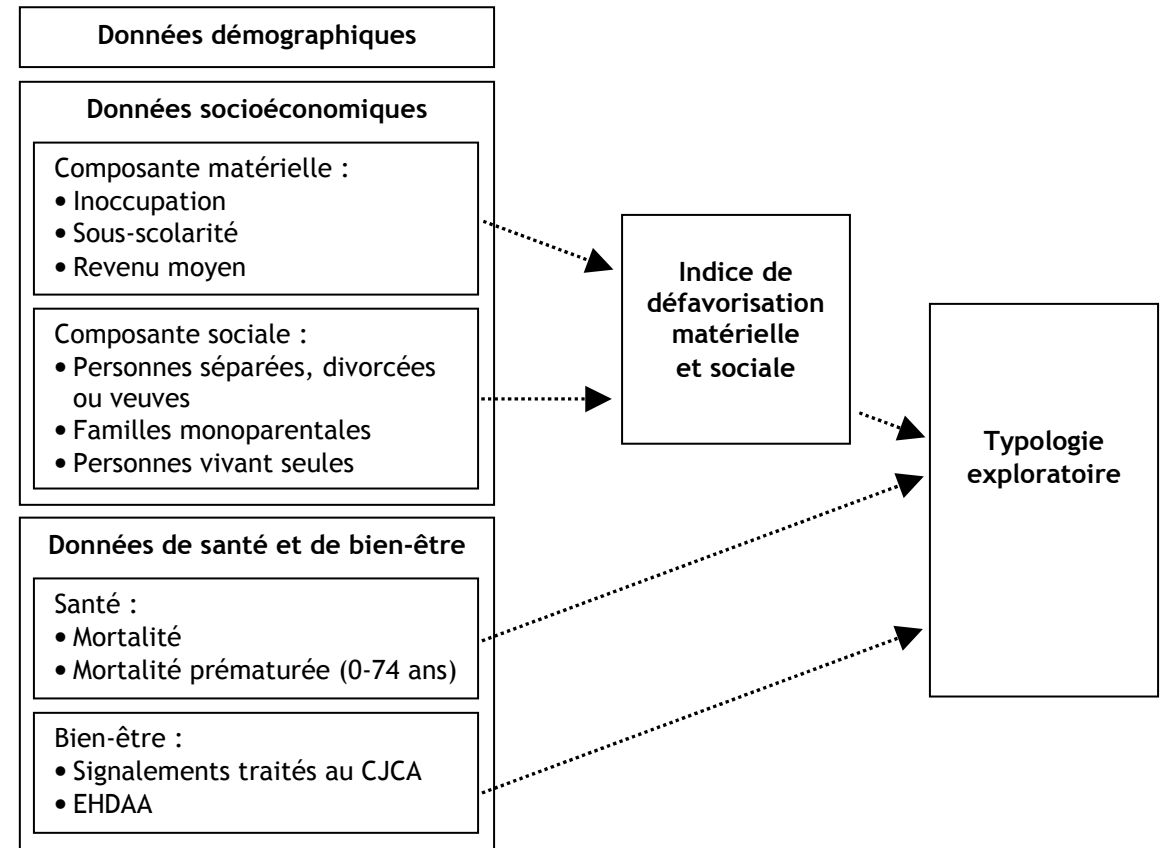 Données démographiques
Données socioéconomiques
Composante matérielle :
• Inoccupation
• Sous-scolarité
• Revenu moyen
Composante sociale :
• Personnes séparées, divorcées
ou veuves
• Familles monoparentales
• Personnes vivant seules
Données de santé et de bien-être
Santé :
• Mortalité
• Mortalité prématurée (0-74 ans)
Bien-être :
• Signalements traités au CJCA
• EHDAA
Indice de
défavorisation
matérielle
et sociale
Typologie
exploratoire